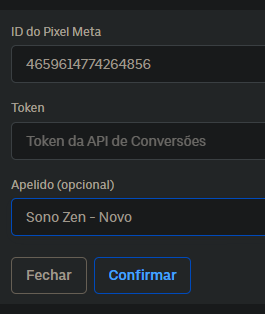 ID do Pixel Meta
4659614774264856
Token
Token da API de Conversões
Apelido (opcional)
Sono Zen - Novo
Fechar
Confirmar